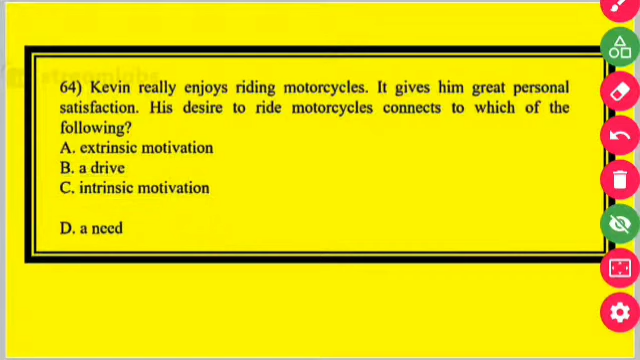 64) Kevin really enjoys riding motorcycles. It gives him great personal
satisfaction. His desire to ride motorcycles connects to which of the
following?
A. extrinsic motivation
B. a drive
C. intrinsic motivation
D. a need